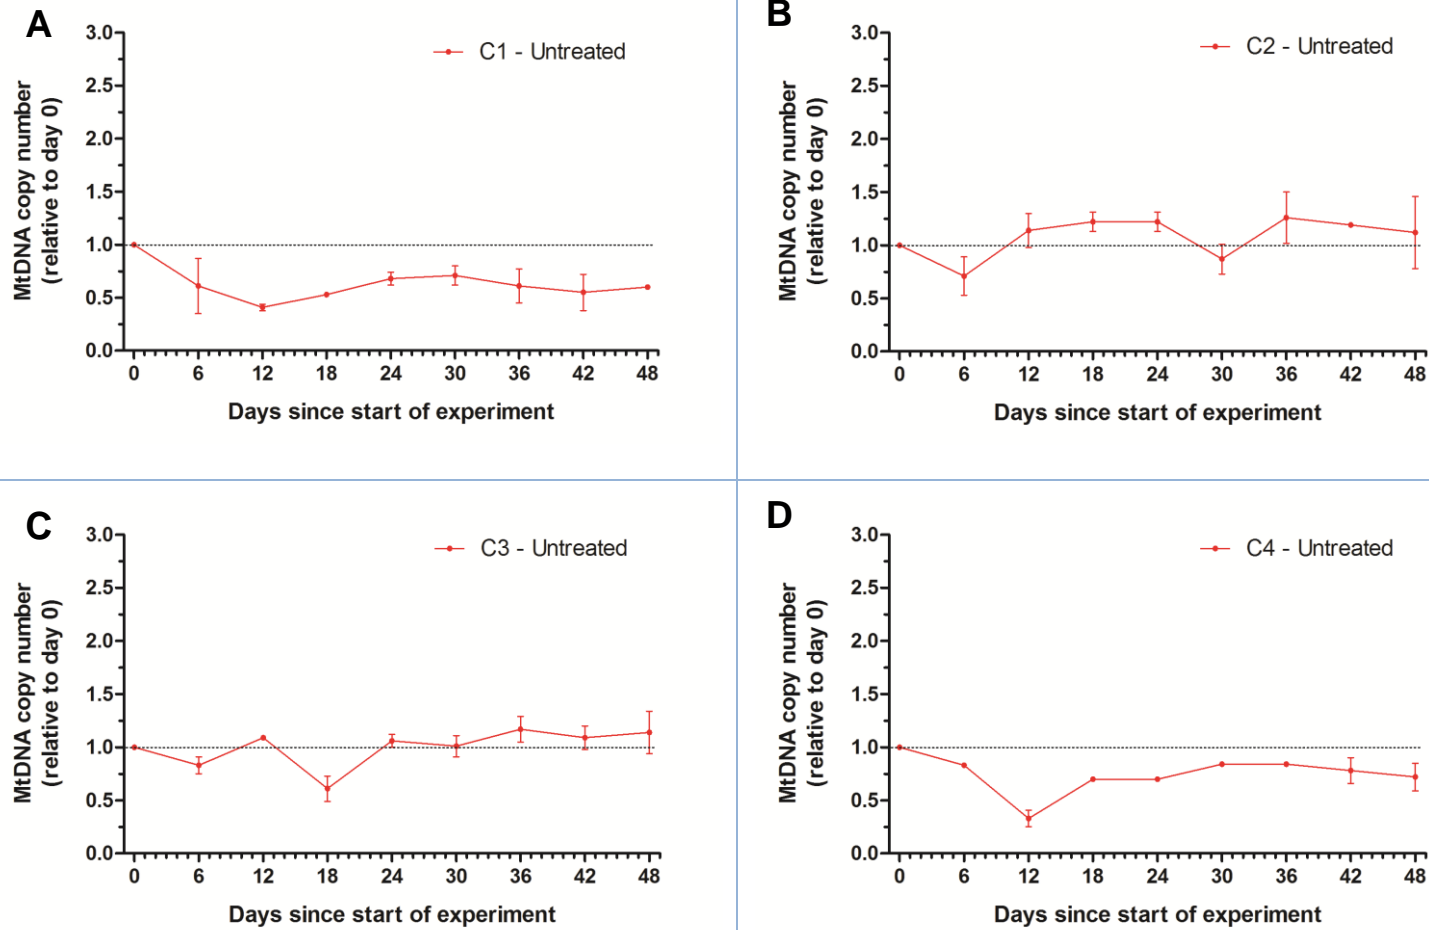 A
C1 - Untreated
MtDNA copy number
(relative to day 0)
3.0
2.5
2.0
1.5
1.0
0.5
0.0
0 6 12 18 24 30 36 42 48
Days since start of experiment
B
C2 - Untreated
MtDNA copy number
(relative to day 0)
3.0
2.5
2.0
1.5
1.0
0.5
0.0
0 6 12 18 24 30 36 42 48
Days since start of experiment
C
C3 - Untreated
MtDNA copy number
(relative to day 0)
3.0
2.5
2.0
1.5
1.0
0.5
0.0
0 6 12 18 24 30 36 42 48
Days since start of experiment
D
C4 - Untreated
MtDNA copy number
(relative to day 0)
3.0
2.5
2.0
1.5
1.0
0.5
0.0
0 6 12 18 24 30 36 42 48
Days since start of experiment